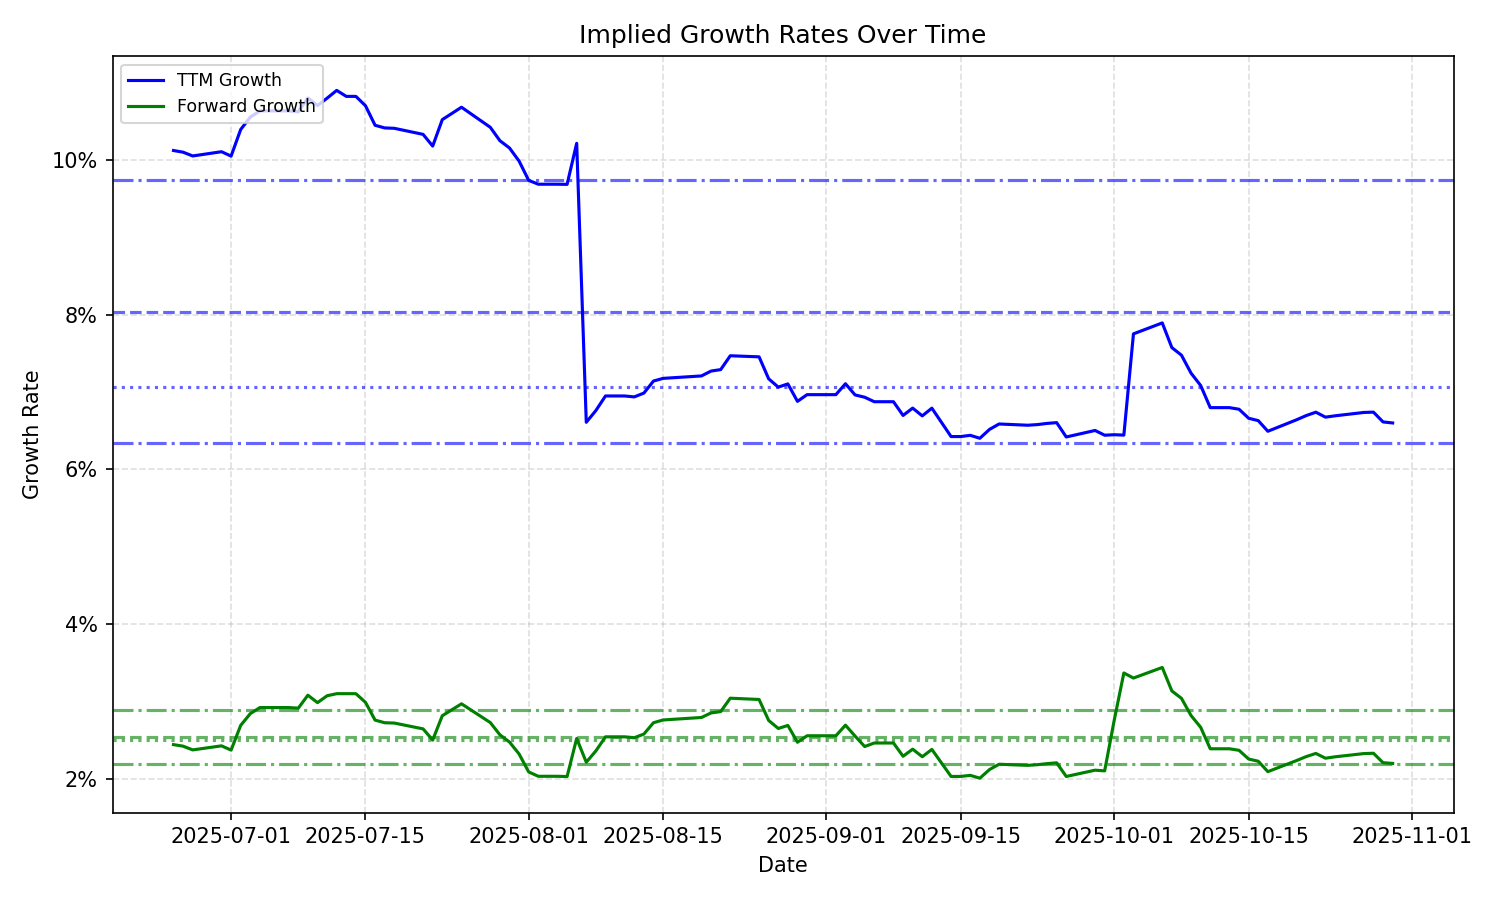 Implied Growth Rates Over Time
TTM Growth
Forward Growth
10%
8%
6%
4%
2%
Growth Rate
2025-07-01 2025-07-15 2025-08-01 2025-08-15 2025-09-01 2025-09-15 2025-10-01 2025-10-15 2025-11-01
Date